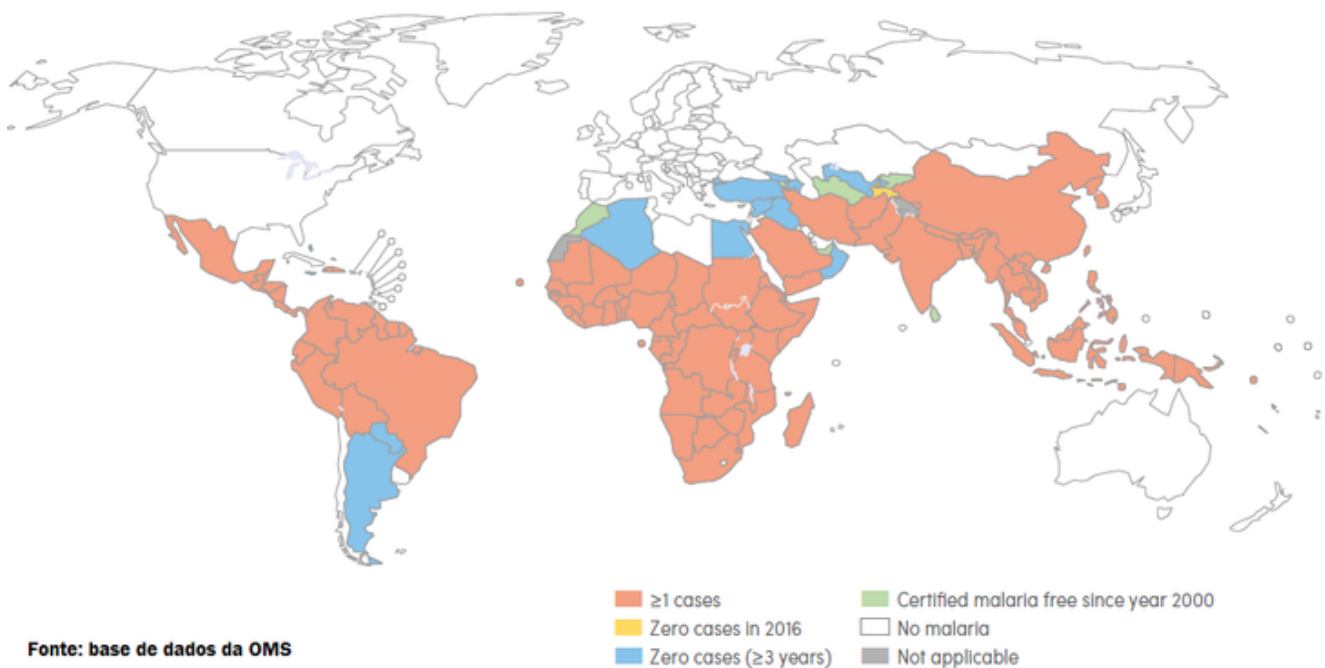 ≥1 cases
Zero cases in 2016
Zero cases (≥3 years)
Certified malaria free since year 2000
No malaria
Not applicable
Fonte: base de dados da OMS